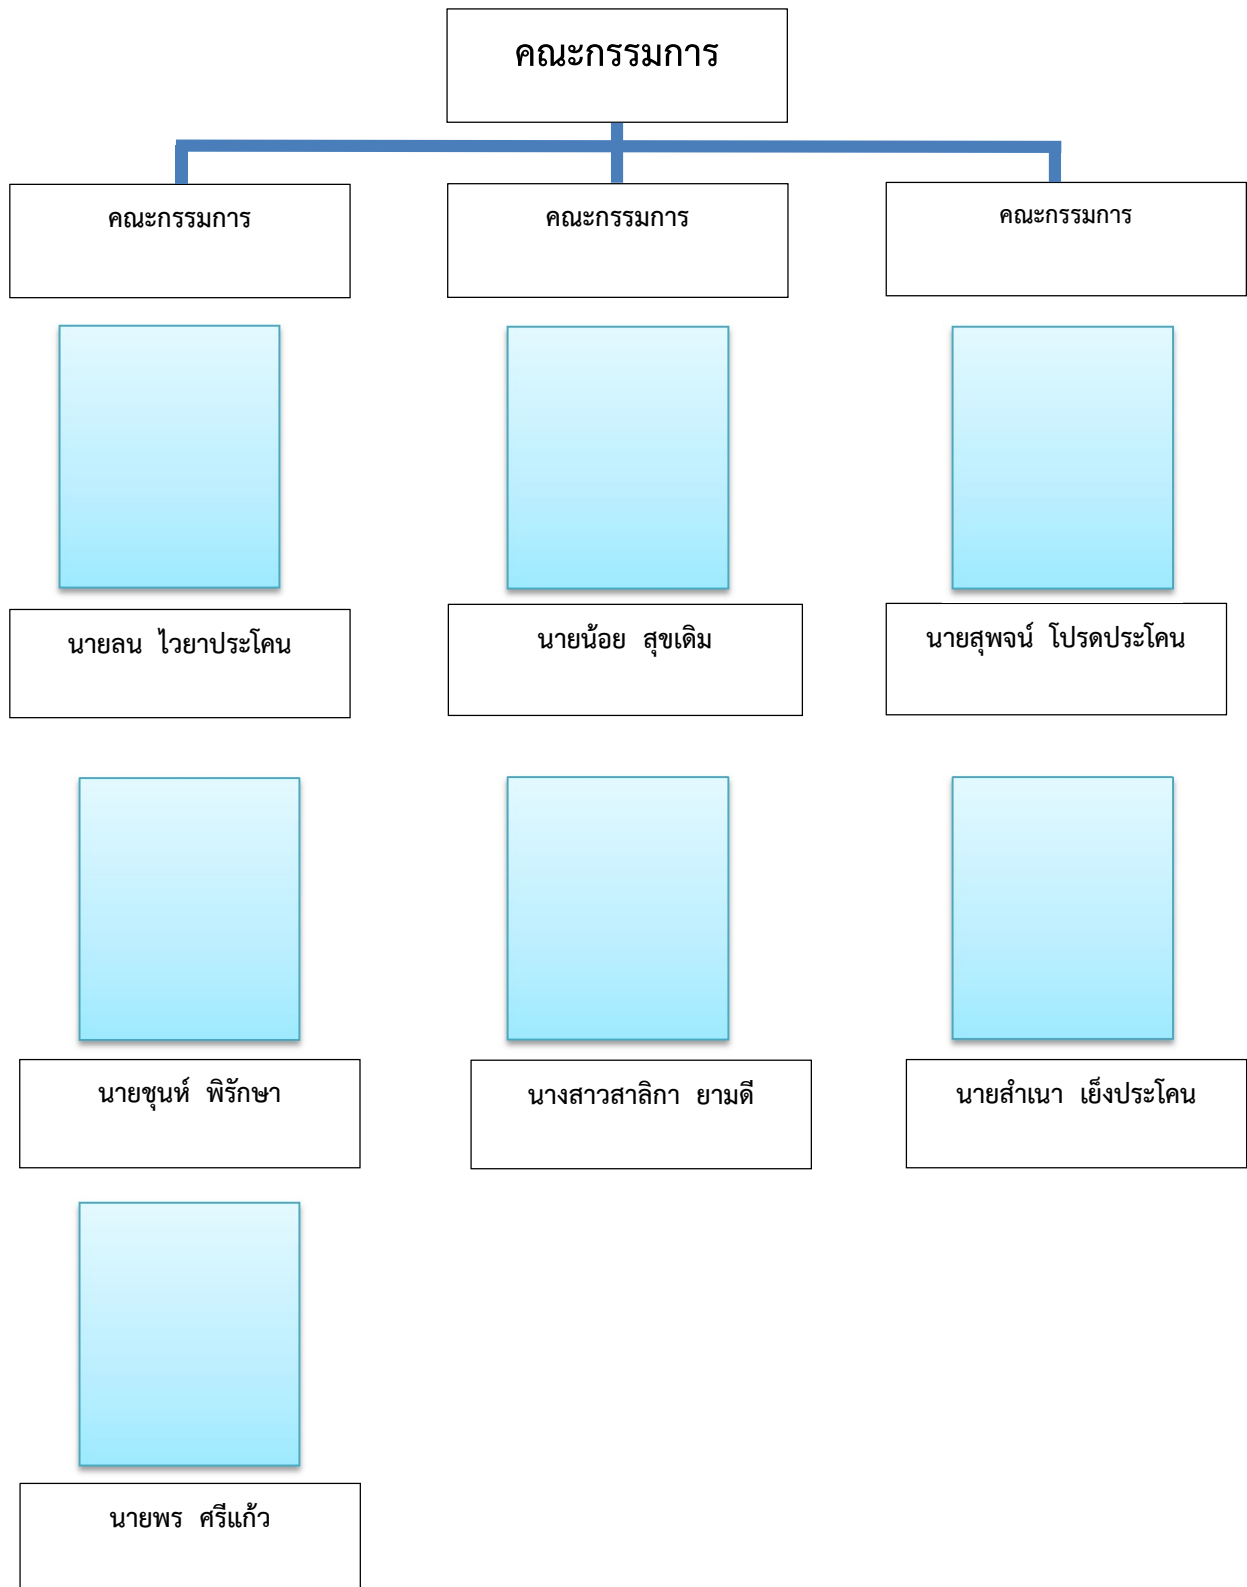 คณะกรรมการ
คณะกรรมการ
คณะกรรมการ
คณะกรรมการ
นายลน ไวยาประโคน
นายน้อย สุขเดิม
นายสุพจน์ โปรดประโคน
นายชุนห์ พิรักษา
นางสาวสาลิกา ยามดี
นายสำเนา เย็งประโคน
นายพร ศรีแก้ว